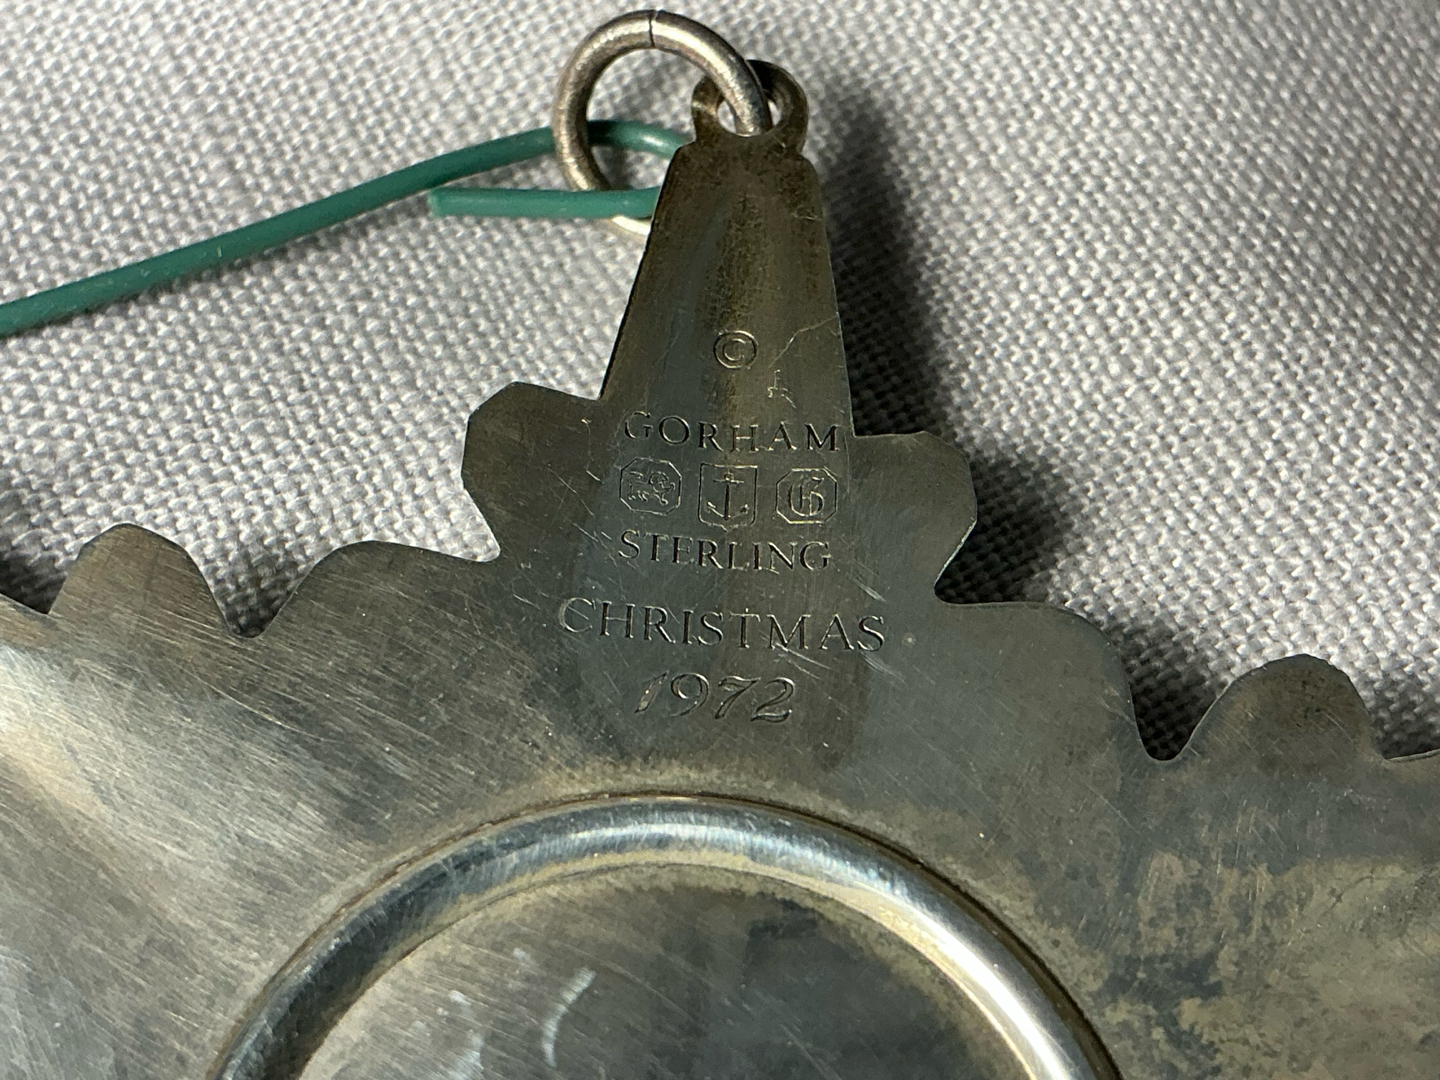 ©
GORHAM
G
STERLING
CHRISTMAS
1972